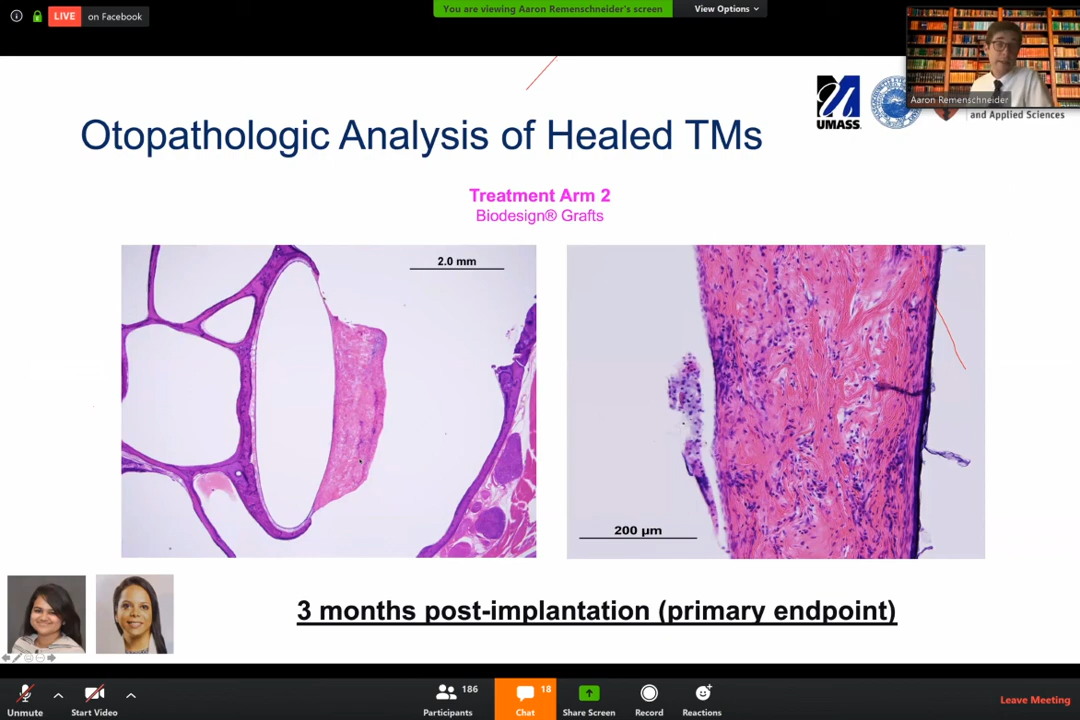 LIVE on Facebook
You are viewing Aaron Remenschneider's screen
View Options
Aaron Remenschneider
UMASS
and Applied Sciences
Otopathologic Analysis of Healed TMs
Treatment Arm 2
Biodesign® Grafts
2.0 mm
200 µm
3 months post-implantation (primary endpoint)
Unmute
Start Video
Participants 186
Chat 18
Share Screen
Record
Reactions
Leave Meeting